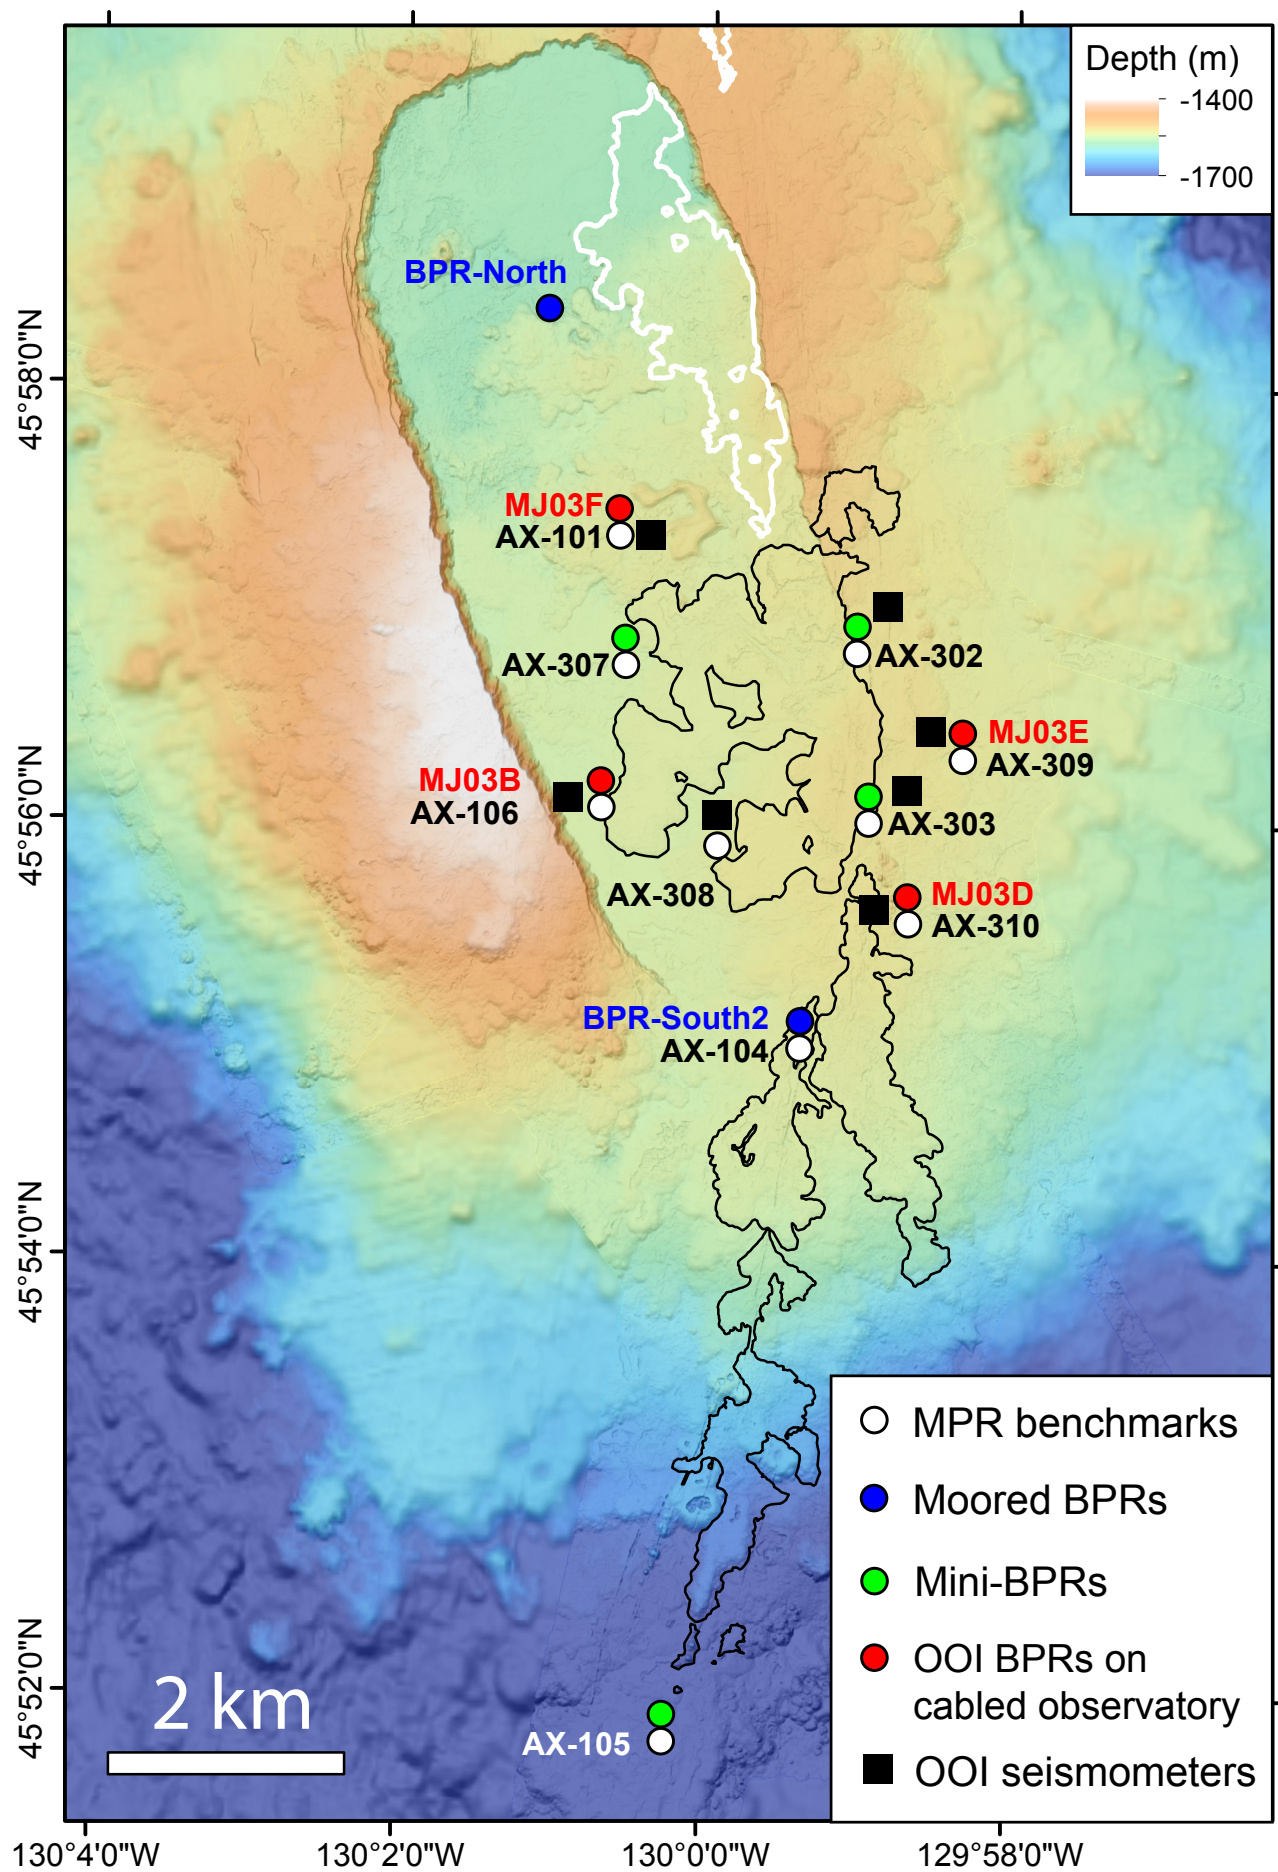 Depth (m)
-1400
-1700
BPR-North
45°58'0"N
MJ03F
AX-101
AX-307
AX-302
MJ03E
AX-309
MJ03B
AX-106
45°56'0"N
AX-303
AX-308
MJ03D
AX-310
BPR-South2
AX-104
45°54'0"N
MPR benchmarks
Moored BPRs
Mini-BPRs
OOI BPRs on
cabled observatory
OOI seismometers
45°52'0"N
2 km
AX-105
130°4'0"W
130°2'0"W
130°0'0"W
129°58'0"W